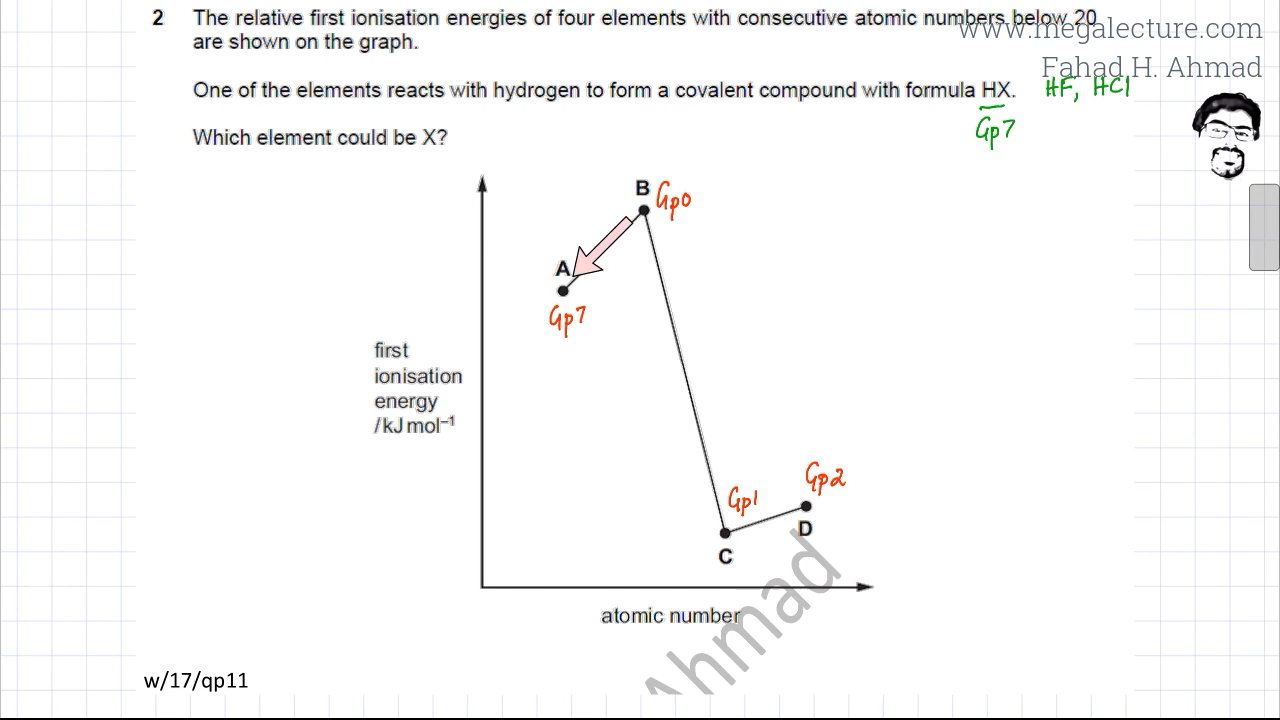 2 The relative first ionisation energies of four elements with consecutive atomic numbers below 20
are shown on the graph.
www.megalecture.com
Fahad H. Ahmad
One of the elements reacts with hydrogen to form a covalent compound with formula HX.
HF, HCl
Gp7
Which element could be X?
B Gp0
A
Gp7
first
ionisation
energy
/kJ mol⁻¹
Gp1
Gp2
D
C
atomic number
Ahmad
w/17/qp11